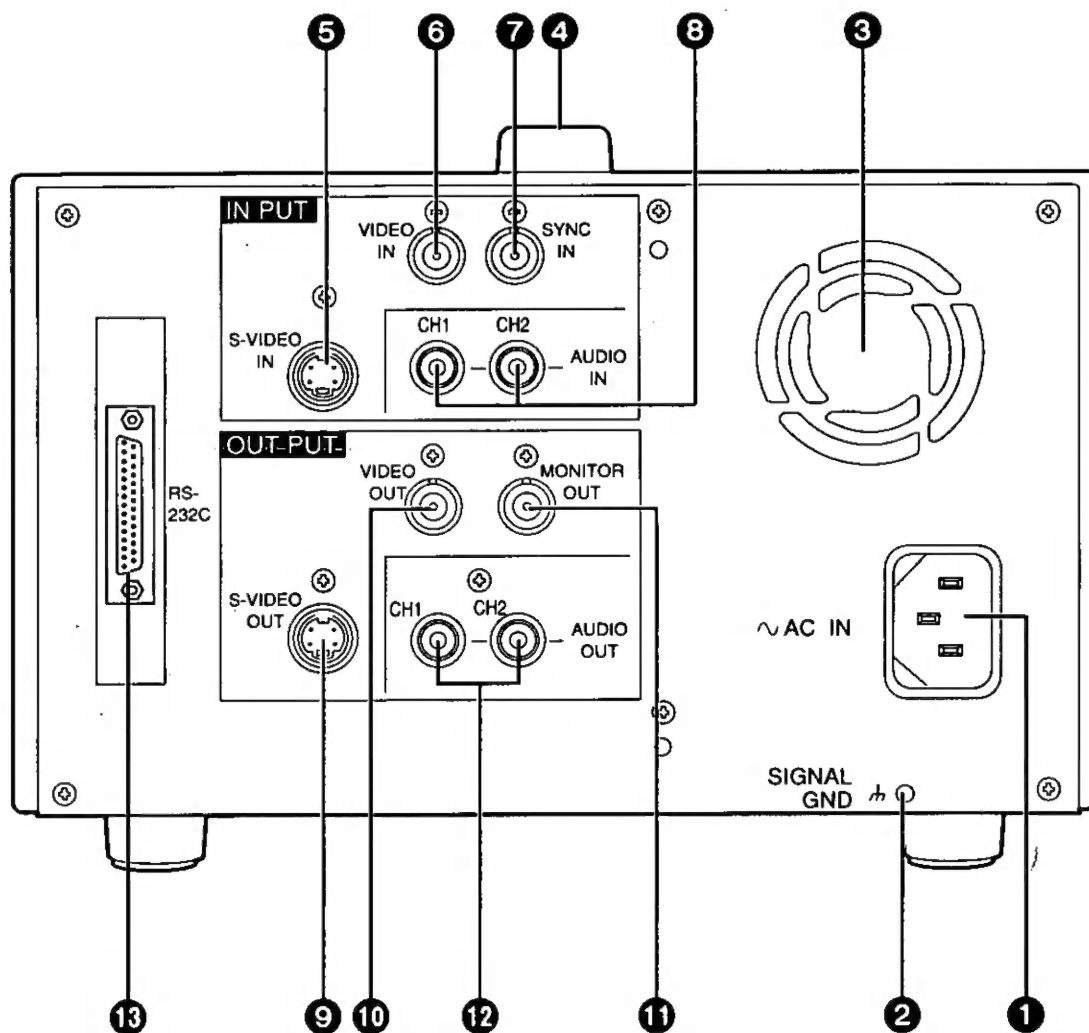 5 6 7 4 8 3
IN PUT
VIDEO
IN
SYNC
IN
S-VIDEO
IN
CH1 CH2
AUDIO
IN
OUT-PUT-
VIDEO
OUT
MONITOR
OUT
RS-
232C
S-VIDEO
OUT
CH1 CH2
AUDIO
OUT
∿ AC IN
SIGNAL
GND
13 9 10 12 11 2 1